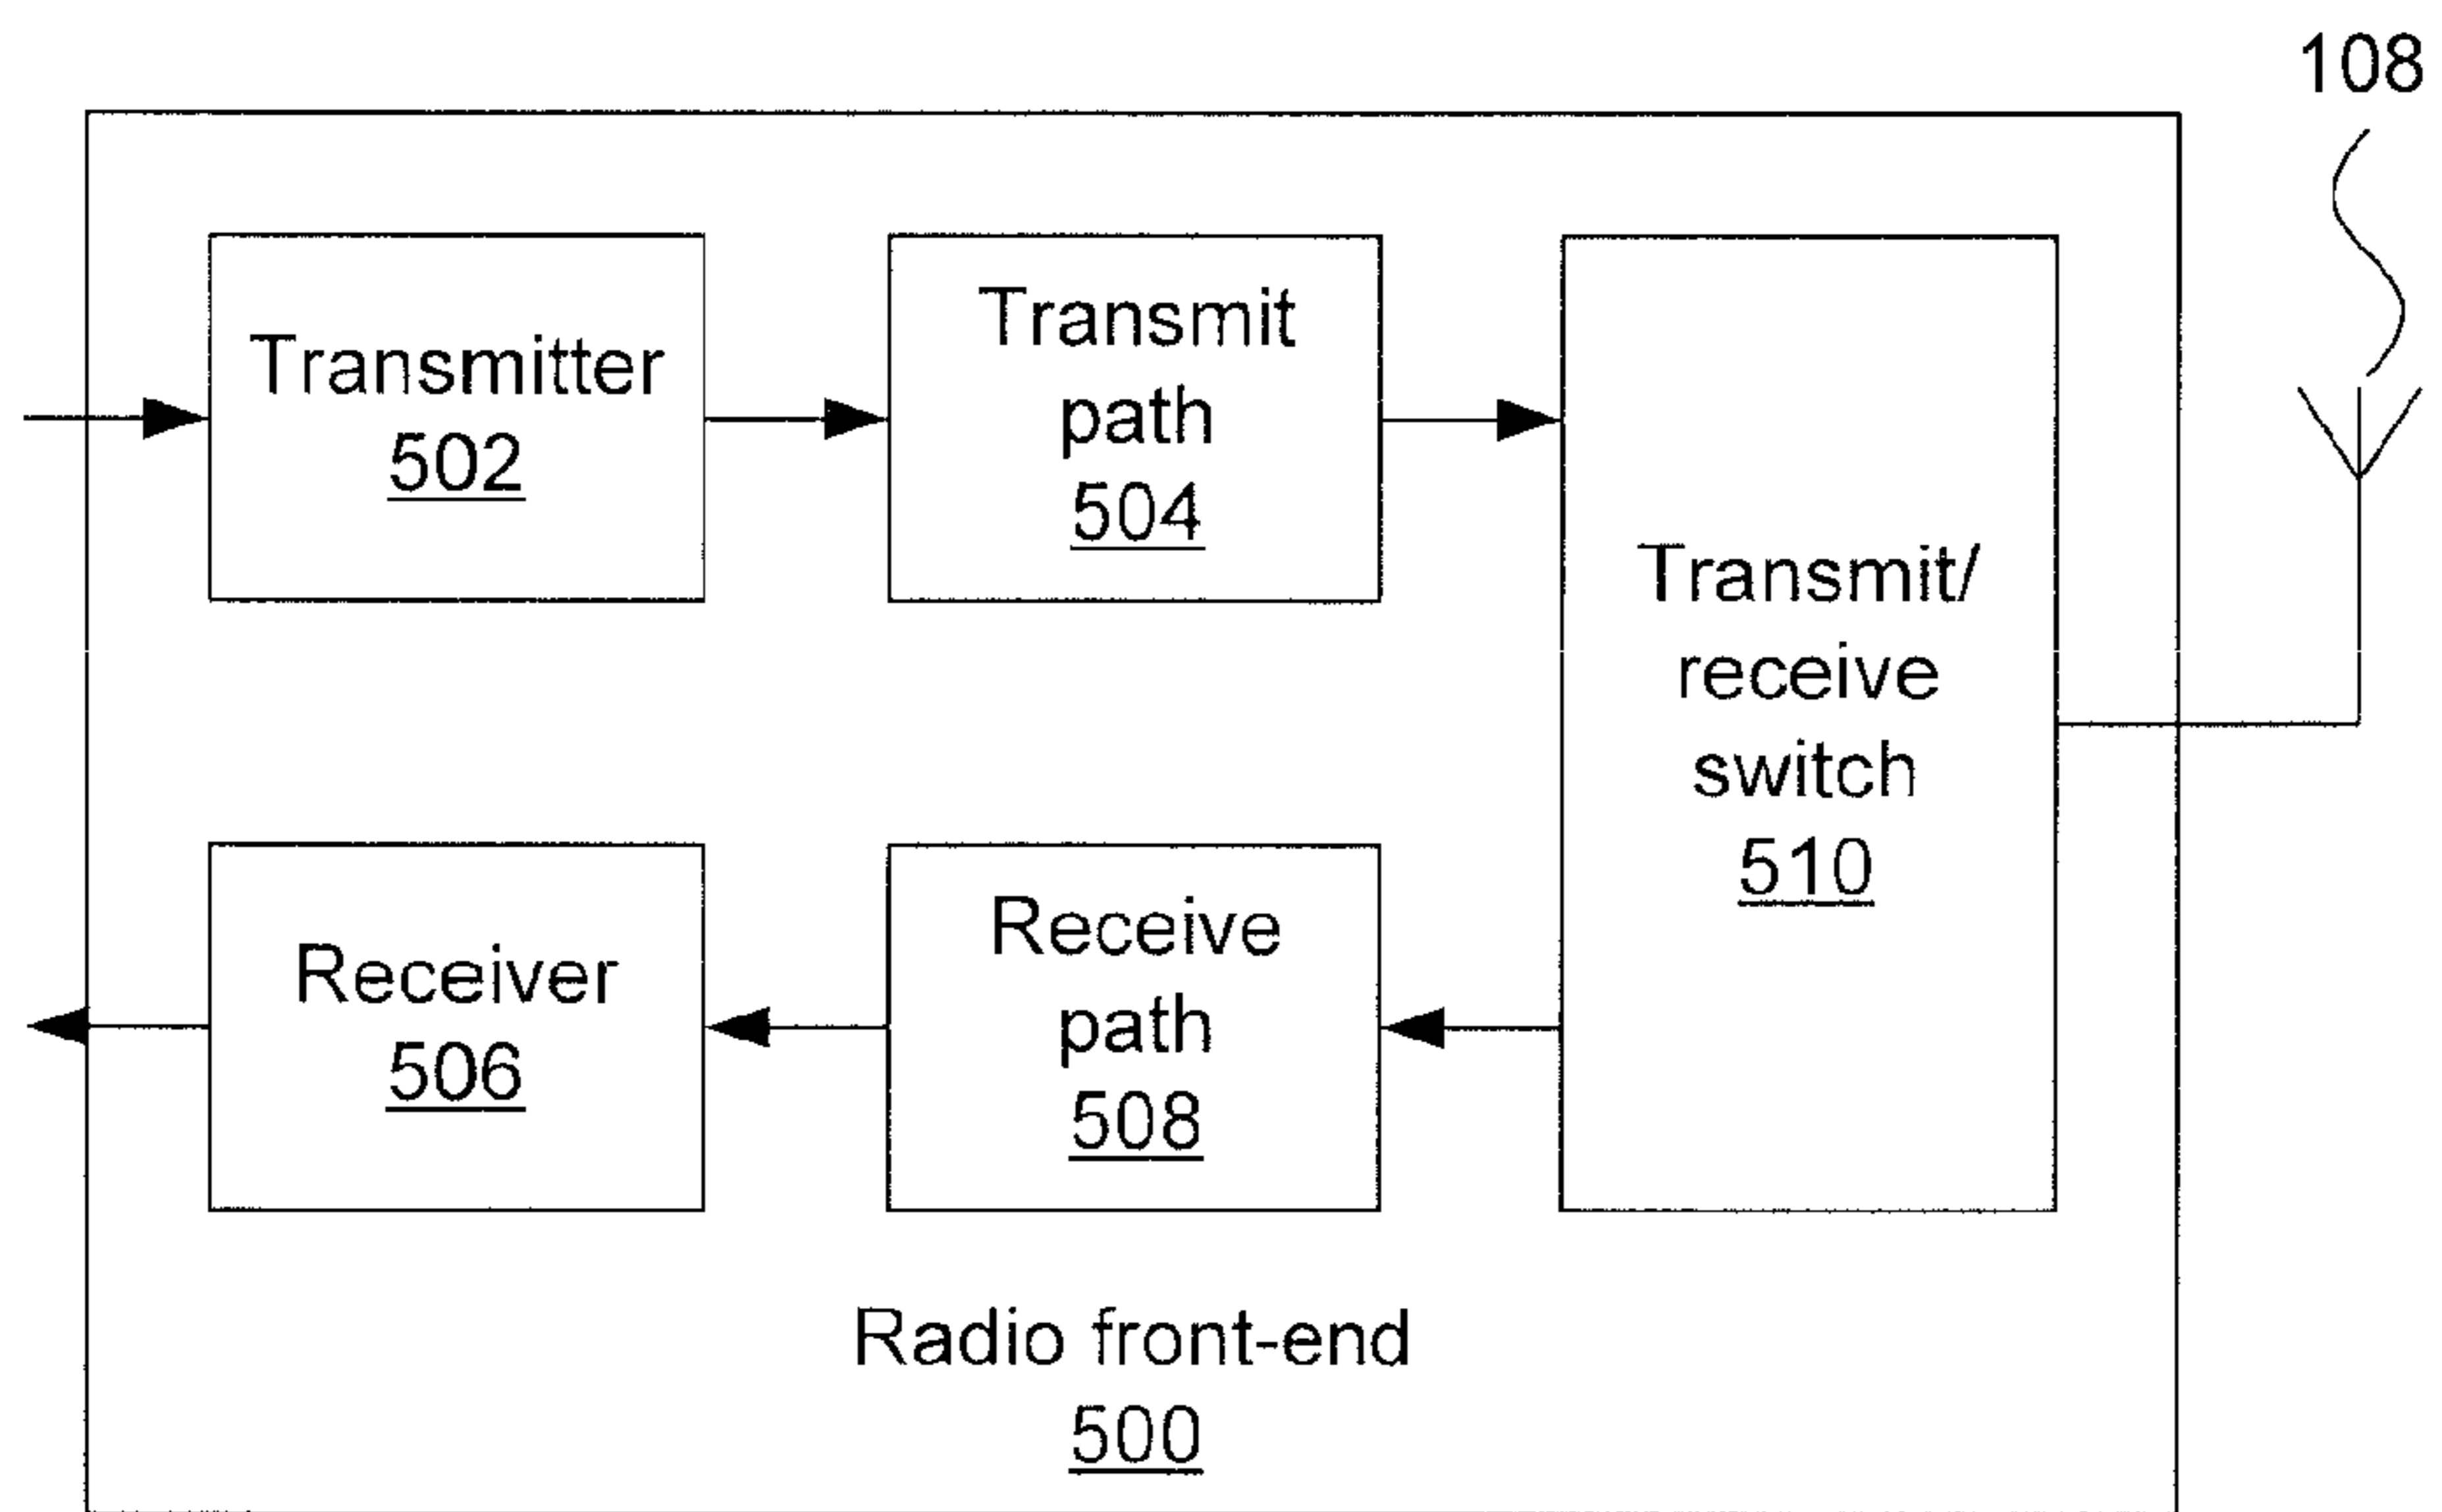 108
Transmitter
502
Transmit
path
504
Transmit/
receive
switch
510
Receiver
506
Receive
path
508
Radio front-end
500